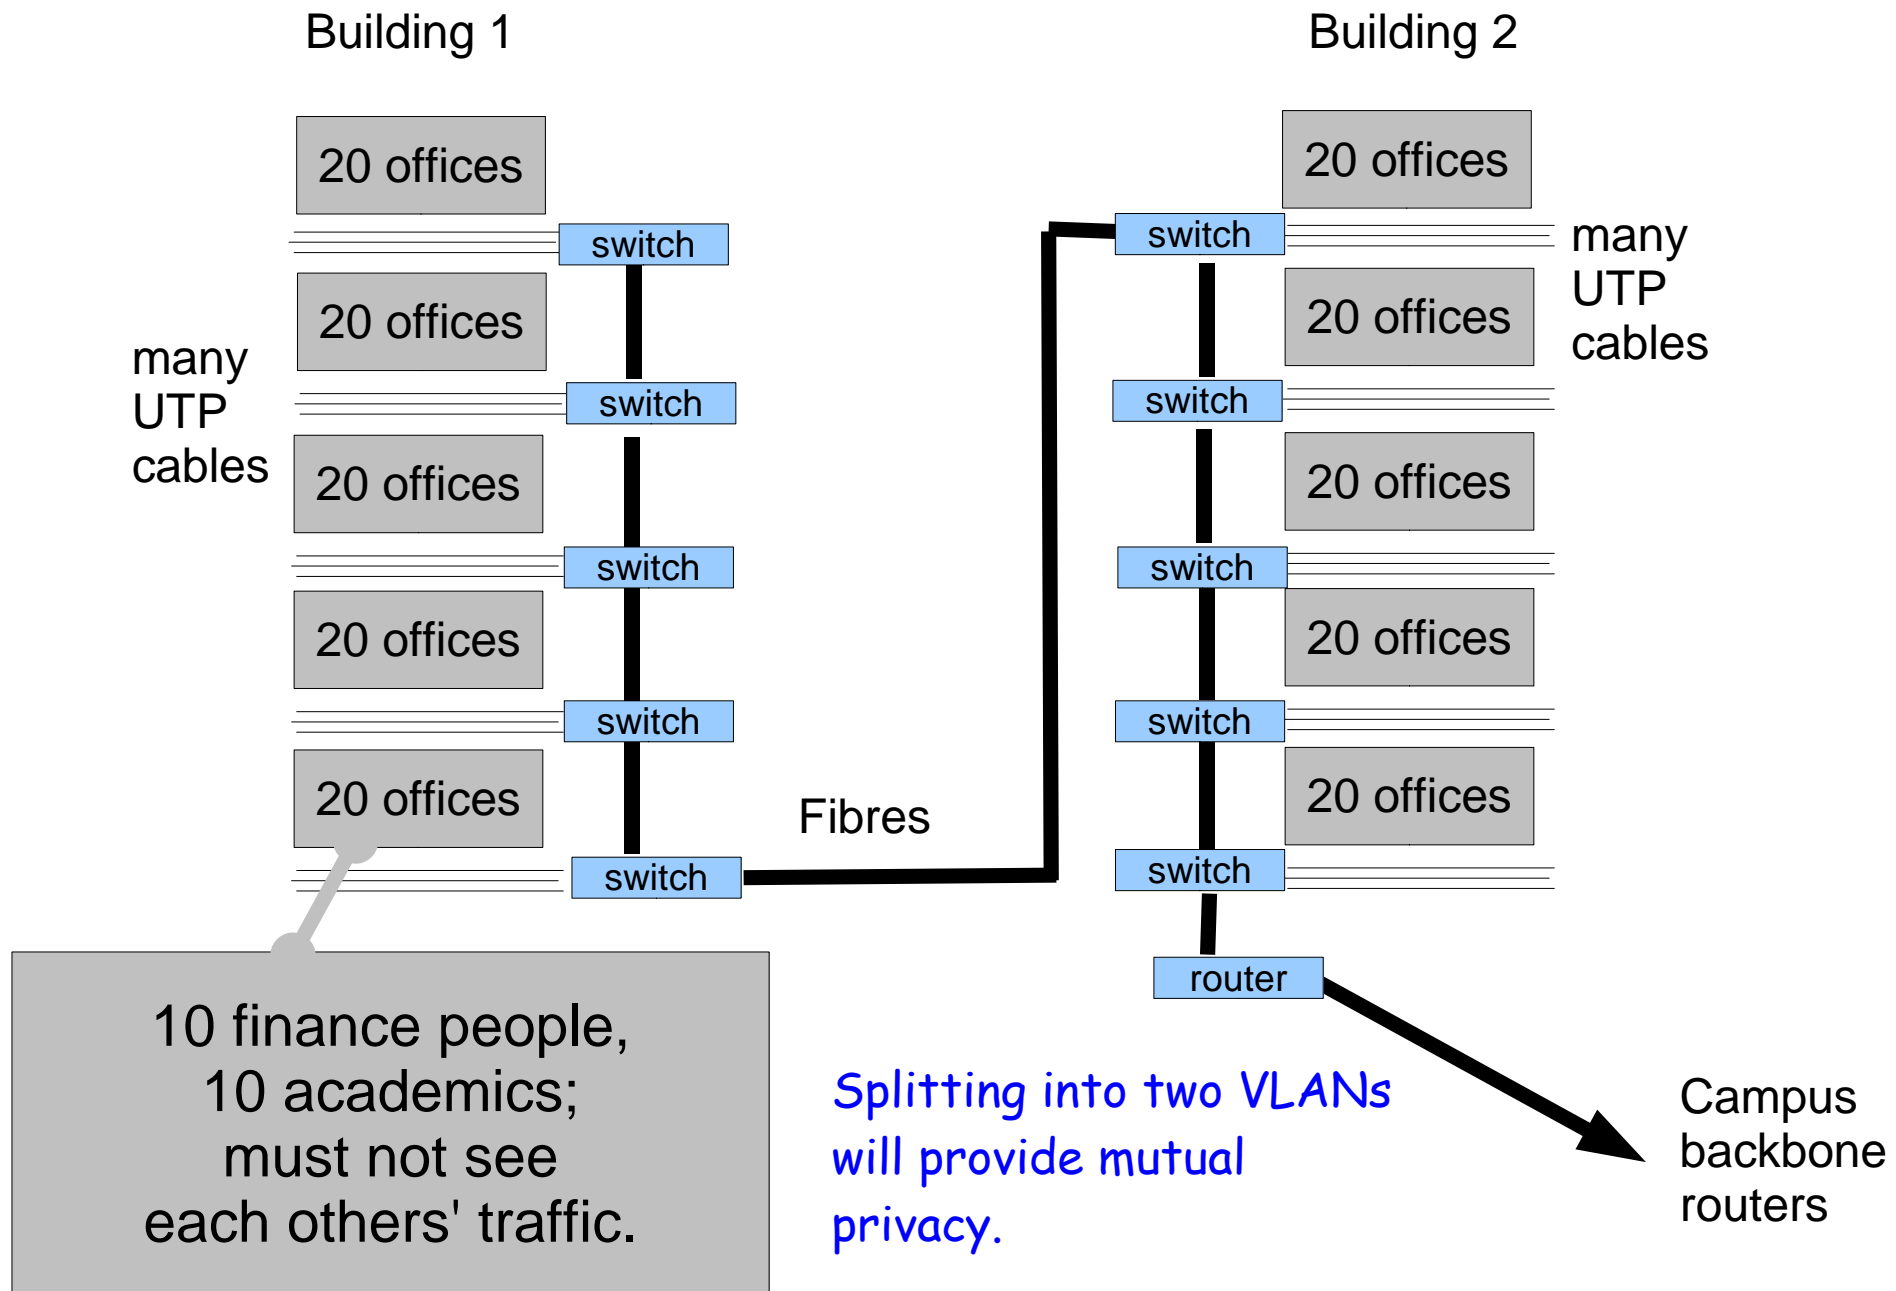 Building 1
Building 2
20 offices
switch
20 offices
many
UTP
cables
switch
20 offices
switch
20 offices
switch
20 offices
switch
Fibres
20 offices
switch
many
UTP
cables
20 offices
switch
20 offices
switch
20 offices
switch
20 offices
switch
router
10 finance people,
10 academics;
must not see
each others' traffic.
Splitting into two VLANs
will provide mutual
privacy.
Campus
backbone
routers